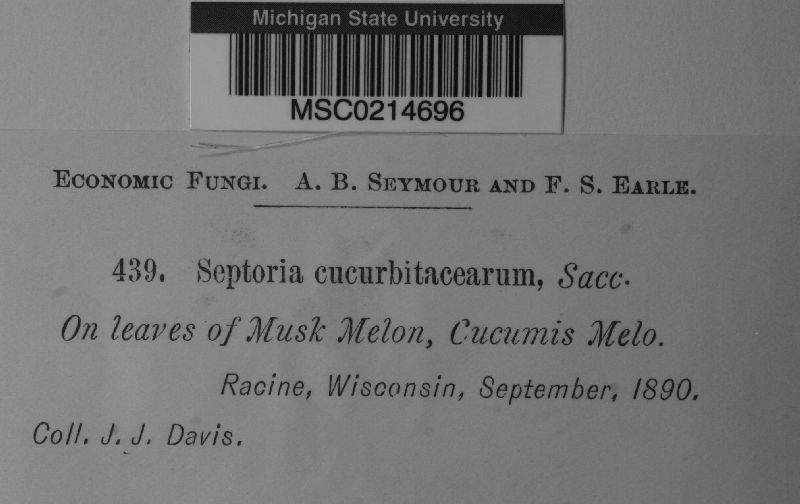 Michigan State University
MSC0214696
Economic Fungi. A. B. Seymour and F. S. Earle.
439. Septoria cucurbitacearum, Sacc.
On leaves of Musk Melon, Cucumis Melo.
Racine, Wisconsin, September, 1890.
Coll. J. J. Davis.